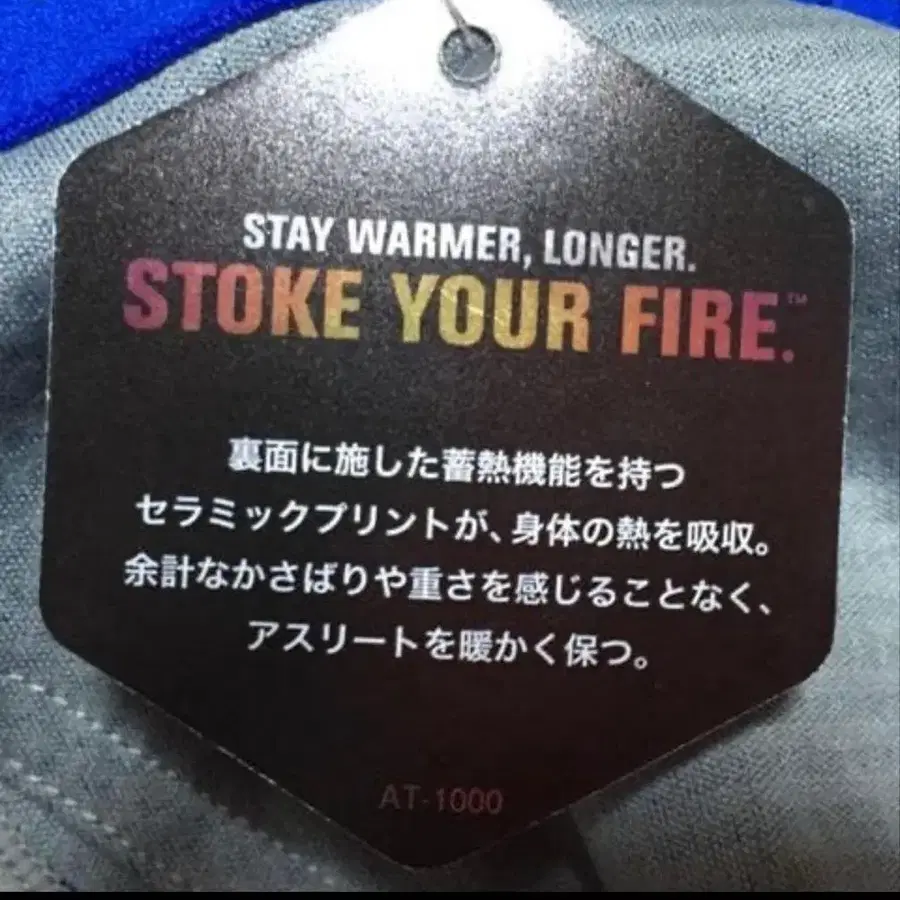 STAY WARMER, LONGER.
STOKE YOUR FIRE.™
裏面に施した蓄熱機能を持つ
セラミックプリントが、身体の熱を吸収。
余計なかさばりや重さを感じることなく、
アスリートを暖かく保つ。
AT-1000